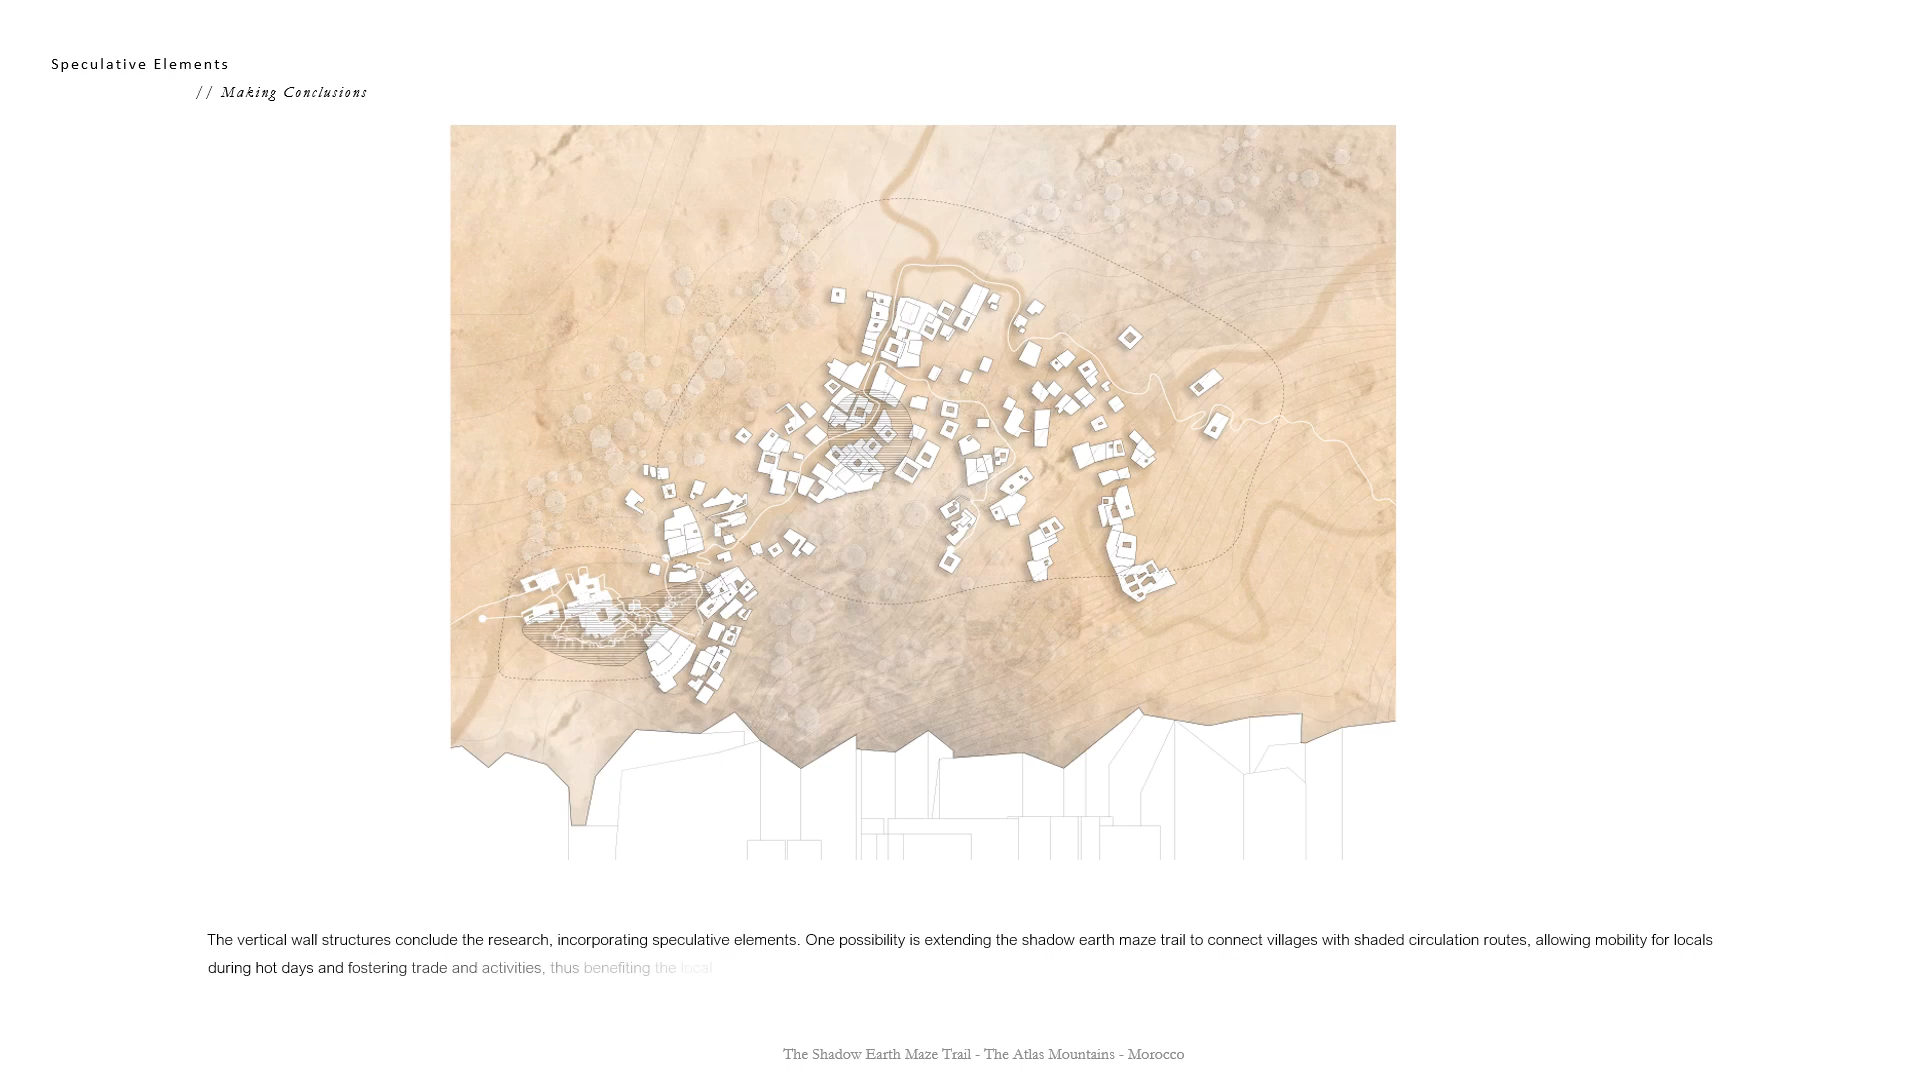 Speculative Elements
// Making Conclusions
The vertical wall structures conclude the research, incorporating speculative elements. One possibility is extending the shadow earth maze trail to connect villages with shaded circulation routes, allowing mobility for locals
during hot days and fostering trade and activities, thus benefiting the local
The Shadow Earth Maze Trail - The Atlas Mountains - Morocco